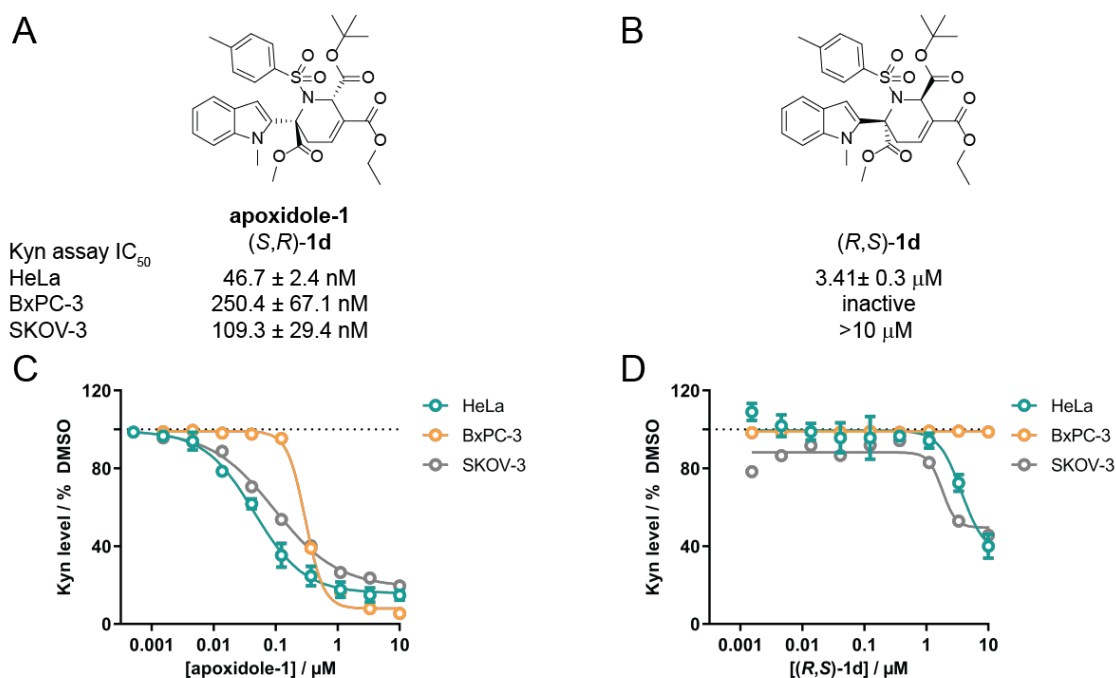 A
B
O
O
S
N
O
O
N
O
O
O
O
O
O
S
N
O
O
N
O
O
O
O
apoxidole-1
(S,R)-1d
(R,S)-1d
Kyn assay IC50
HeLa
46.7 ± 2.4 nM
3.41± 0.3 μM
BxPC-3
250.4 ± 67.1 nM
inactive
SKOV-3
109.3 ± 29.4 nM
>10 μM
C
120
80
40
0
Kyn level / % DMSO
0.001 0.01 0.1 1 10
[apoxidole-1] / μM
HeLa
BxPC-3
SKOV-3
D
120
80
40
0
Kyn level / % DMSO
0.001 0.01 0.1 1 10
[(R,S)-1d] / μM
HeLa
BxPC-3
SKOV-3